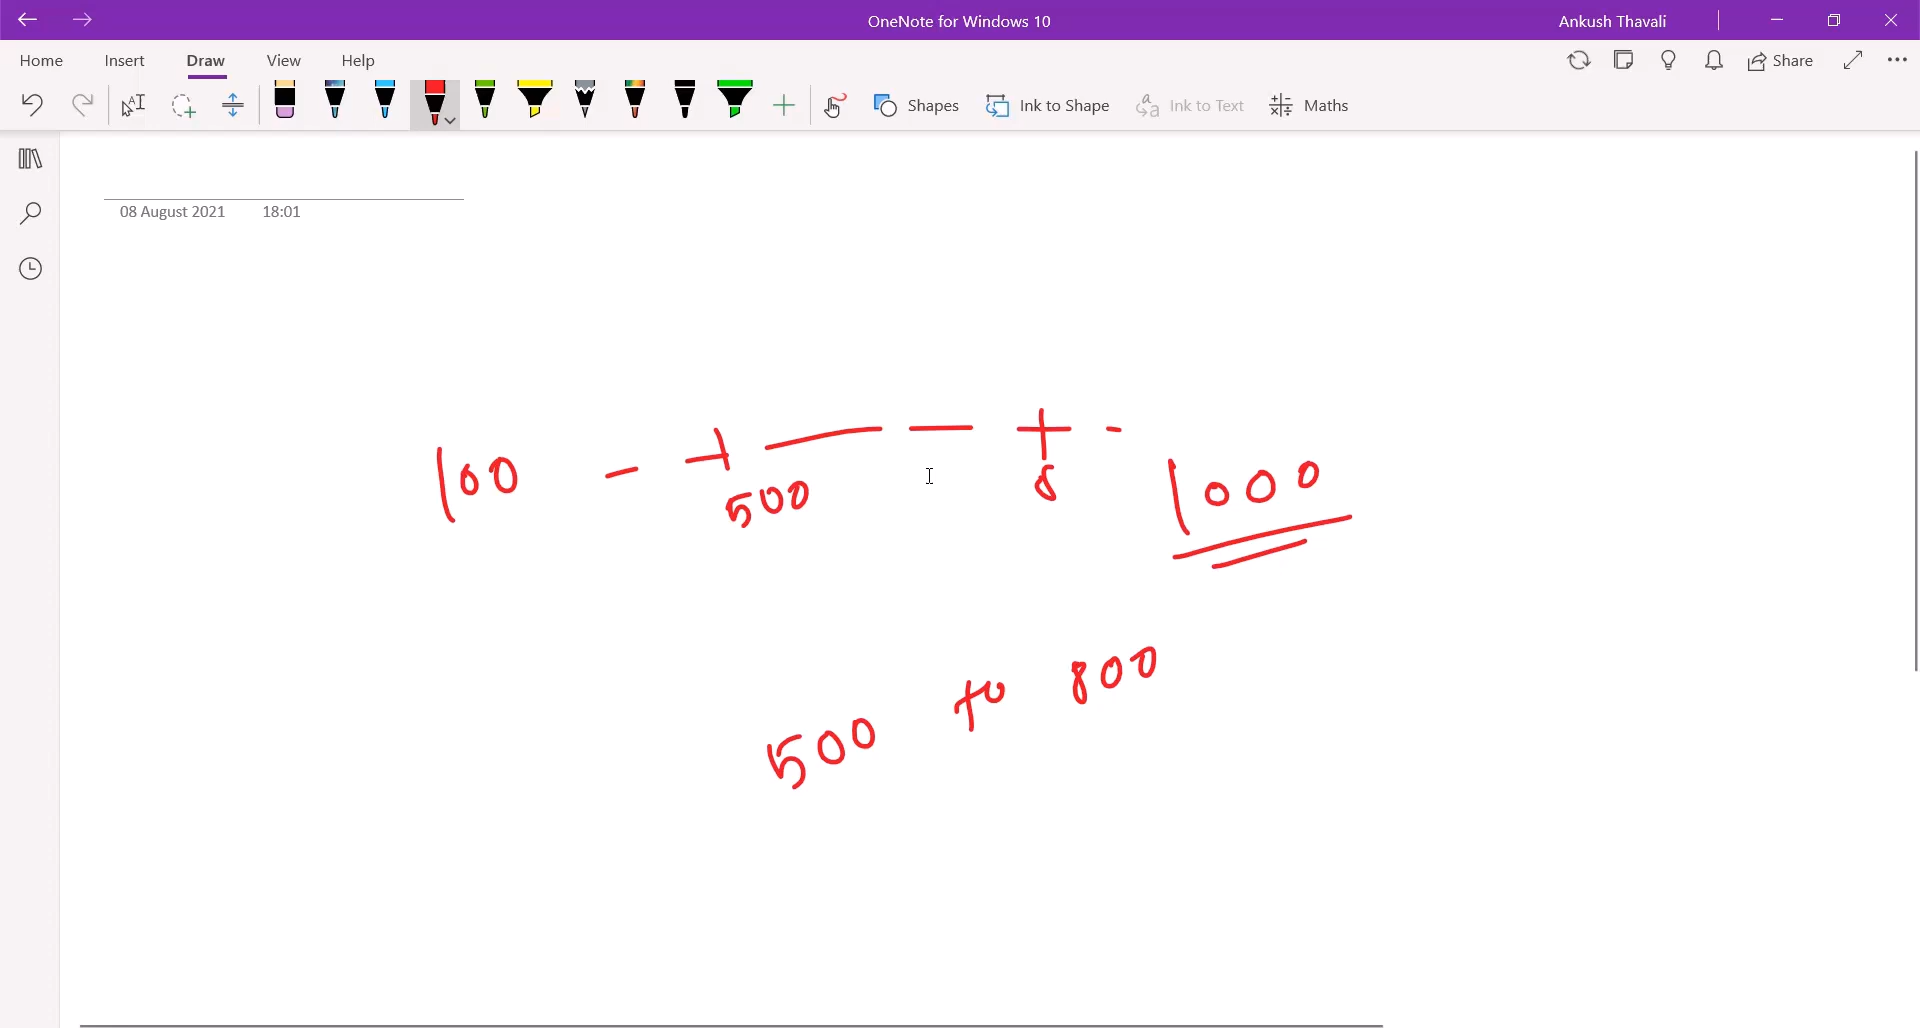 OneNote for Windows 10
Ankush Thavali
Home Insert Draw View Help
Share
Shapes Ink to Shape Ink to Text Maths
08 August 2021 18:01
100 - + — — + - 1000
500 8
500 to 800